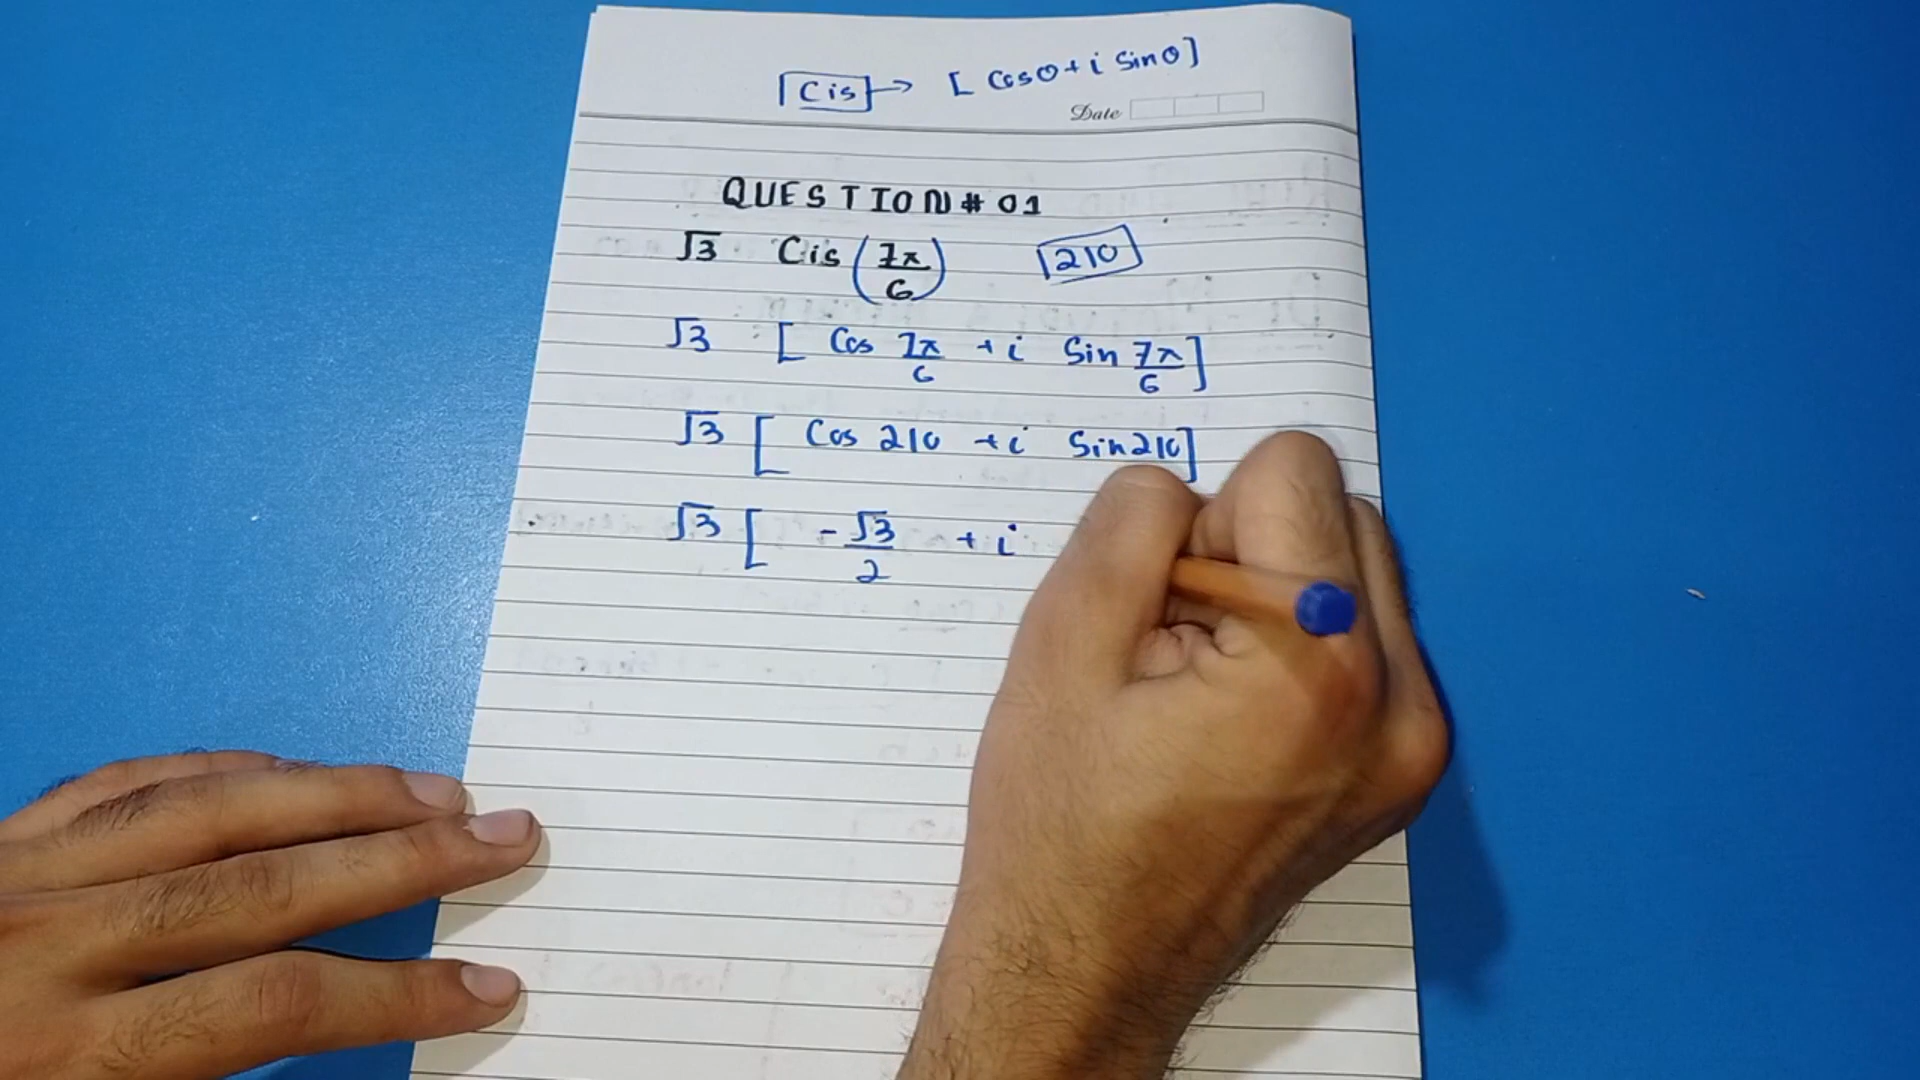 Cis → [ Cosθ + i Sinθ ]
Date
QUESTION # 01
√3 Cis (7π/6) 210
√3 [ Cos 7π/6 + i Sin 7π/6 ]
√3 [ Cos 210 + i Sin 210 ]
√3 [ -√3/2 + i